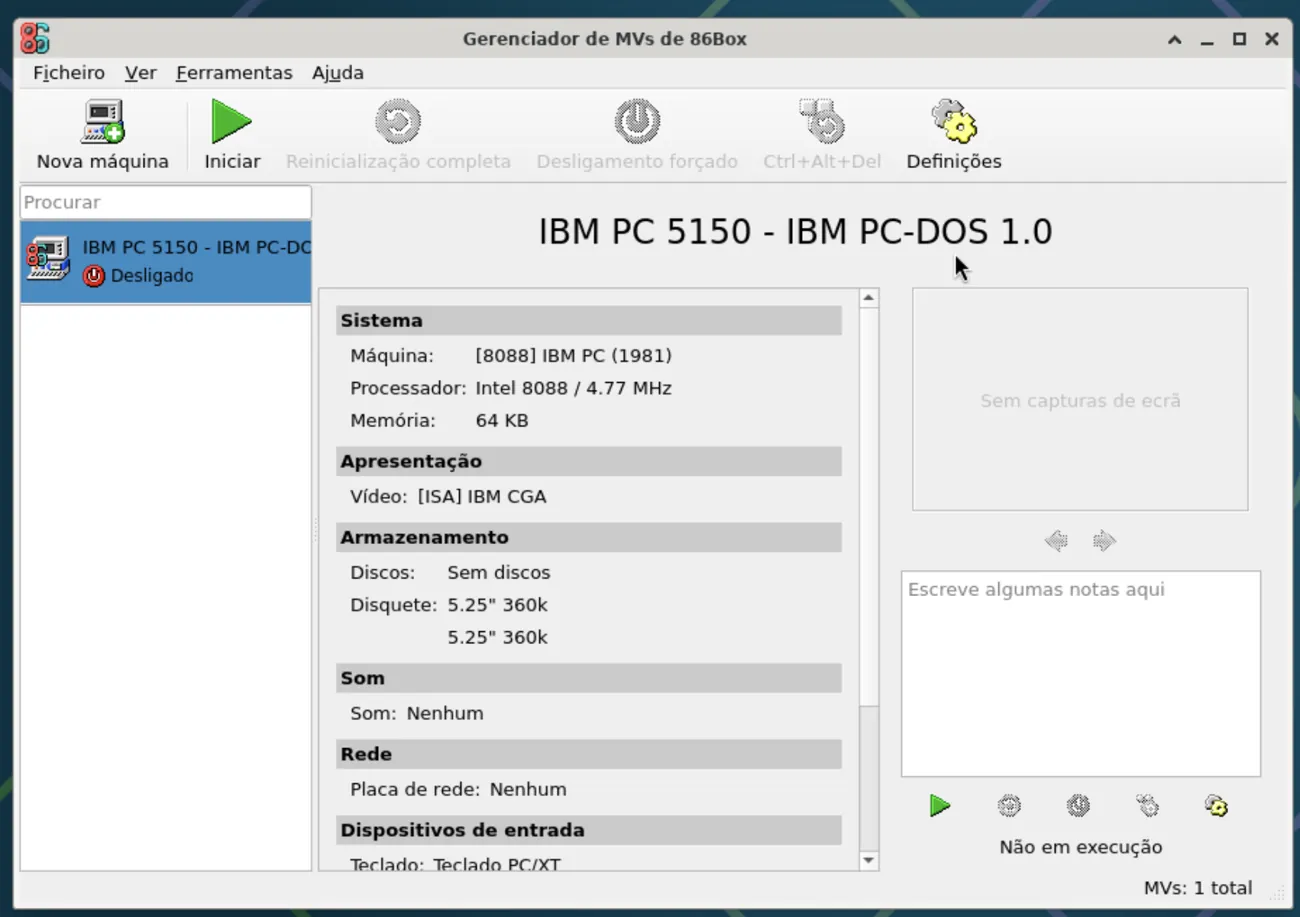 Gerenciador de MVs de 86Box
Ficheiro Ver Ferramentas Ajuda
Nova máquina Iniciar Reinicialização completa Desligamento forçado Ctrl+Alt+Del Definições
Procurar
IBM PC 5150 - IBM PC-DC
Desligado
IBM PC 5150 - IBM PC-DOS 1.0
Sistema
Máquina: [8088] IBM PC (1981)
Processador: Intel 8088 / 4.77 MHz
Memória: 64 KB
Apresentação
Vídeo: [ISA] IBM CGA
Armazenamento
Discos: Sem discos
Disquete: 5.25" 360k
5.25" 360k
Som
Som: Nenhum
Rede
Placa de rede: Nenhum
Dispositivos de entrada
Teclado: Teclado PC/XT
Sem capturas de ecrã
Escreve algumas notas aqui
Não em execução
MVs: 1 total